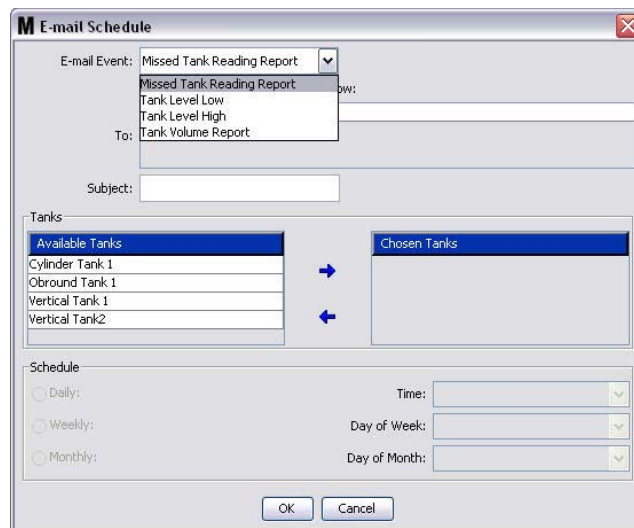 M E-mail Schedule
E-mail Event: Missed Tank Reading Report
Missed Tank Reading Report
Tank Level Low
Tank Level High
Tank Volume Report
To:
Subject:
Tanks
Available Tanks Chosen Tanks
Cylinder Tank 1
Obround Tank 1
Vertical Tank 1
Vertical Tank2
Schedule
Daily: Time:
Weekly: Day of Week:
Monthly: Day of Month:
OK Cancel